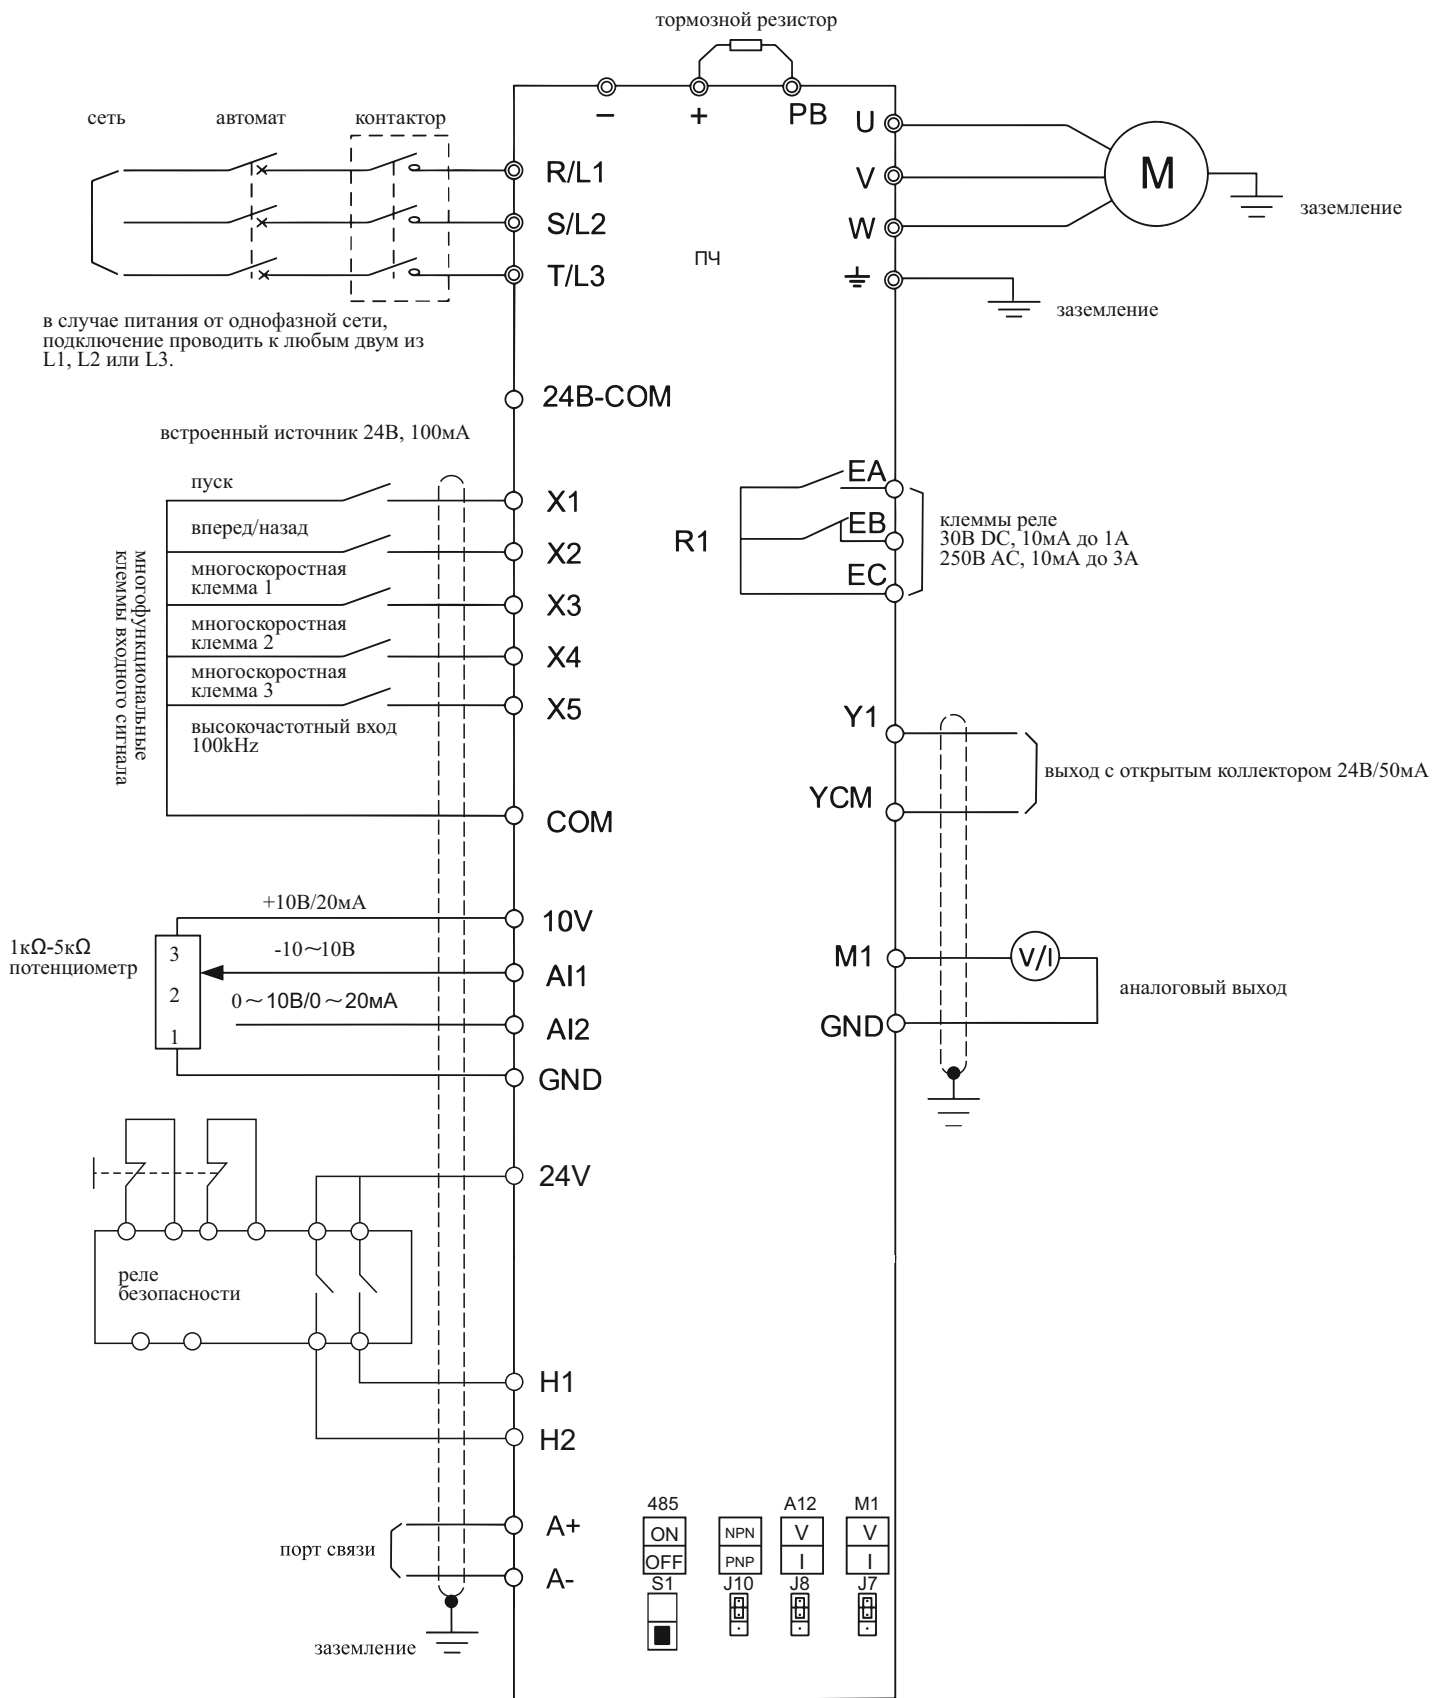 тормозной резистор
−
+
PB
сеть
автомат
контактор
R/L1
S/L2
T/L3
U
V
W
M
заземление
ПЧ
заземление
в случае питания от однофазной сети,
подключение проводить к любым двум из
L1, L2 или L3.
24B-COM
встроенный источник 24В, 100мА
многофункциональные
клеммы входного сигнала
пуск
X1
вперед/назад
X2
многоскоростная
клемма 1
X3
многоскоростная
клемма 2
X4
многоскоростная
клемма 3
X5
высокочастотный вход
100kHz
COM
R1
EA
EB
EC
клеммы реле
30В DC, 10мА до 1А
250В AC, 10мА до 3А
Y1
YCM
выход с открытым коллектором 24В/50мА
1кΩ-5кΩ
потенциометр
3
2
1
+10В/20мА
10V
-10～10В
AI1
0～10В/0～20мА
AI2
GND
M1
V/I
GND
аналоговый выход
24V
реле
безопасности
H1
H2
порт связи
A+
A-
заземление
485
ON
OFF
S1
NPN
PNP
J10
A12
V
I
J8
M1
V
I
J7